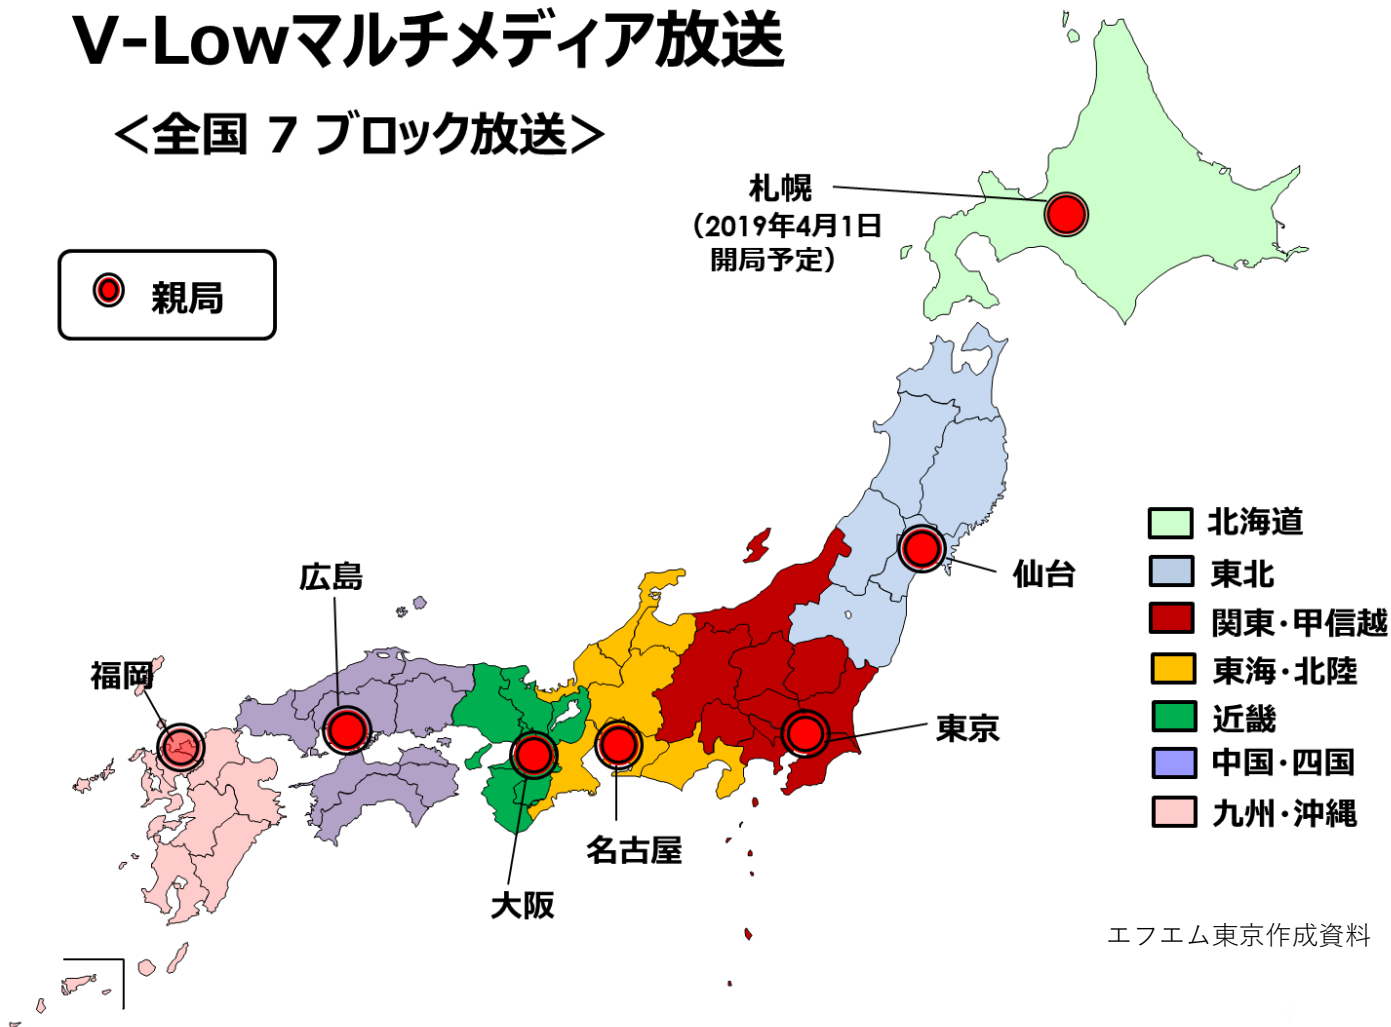 V-Lowマルチメディア放送
＜全国 7 ブロック放送＞
札幌
（2019年4月1日
開局予定）
親局
仙台
広島
福岡
東京
名古屋
大阪
北海道
東北
関東・甲信越
東海・北陸
近畿
中国・四国
九州・沖縄
エフエム東京作成資料